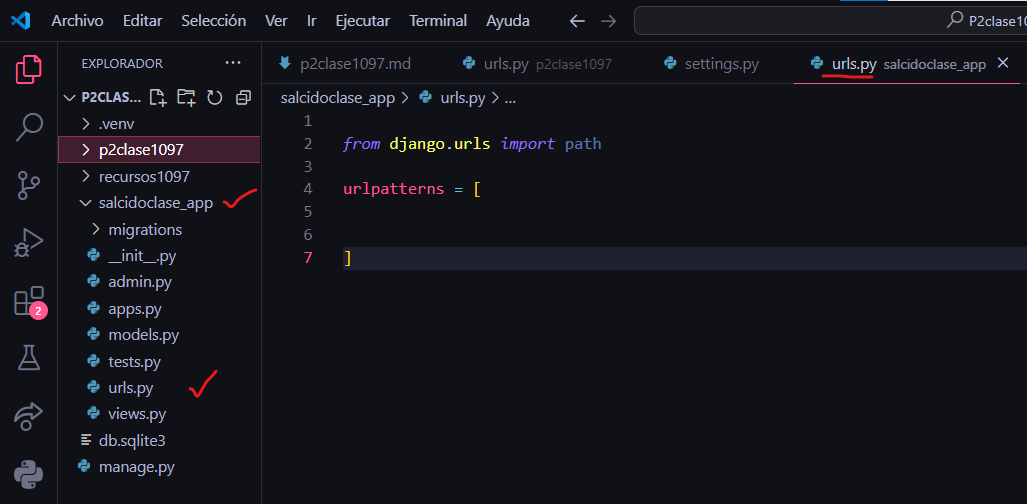 Archivo Editar Selección Ver Ir Ejecutar Terminal Ayuda P2clase10
EXPLORADOR ...
P2CLAS...
.venv
p2clase1097
recursos1097
salcidoclase_app
migrations
__init__.py
admin.py
apps.py
models.py
tests.py
urls.py
views.py
db.sqlite3
manage.py
2
p2clase1097.md urls.py p2clase1097 settings.py urls.py salcidoclase_app
salcidoclase_app > urls.py > ...
1
2 from django.urls import path
3
4 urlpatterns = [
5
6
7 ]